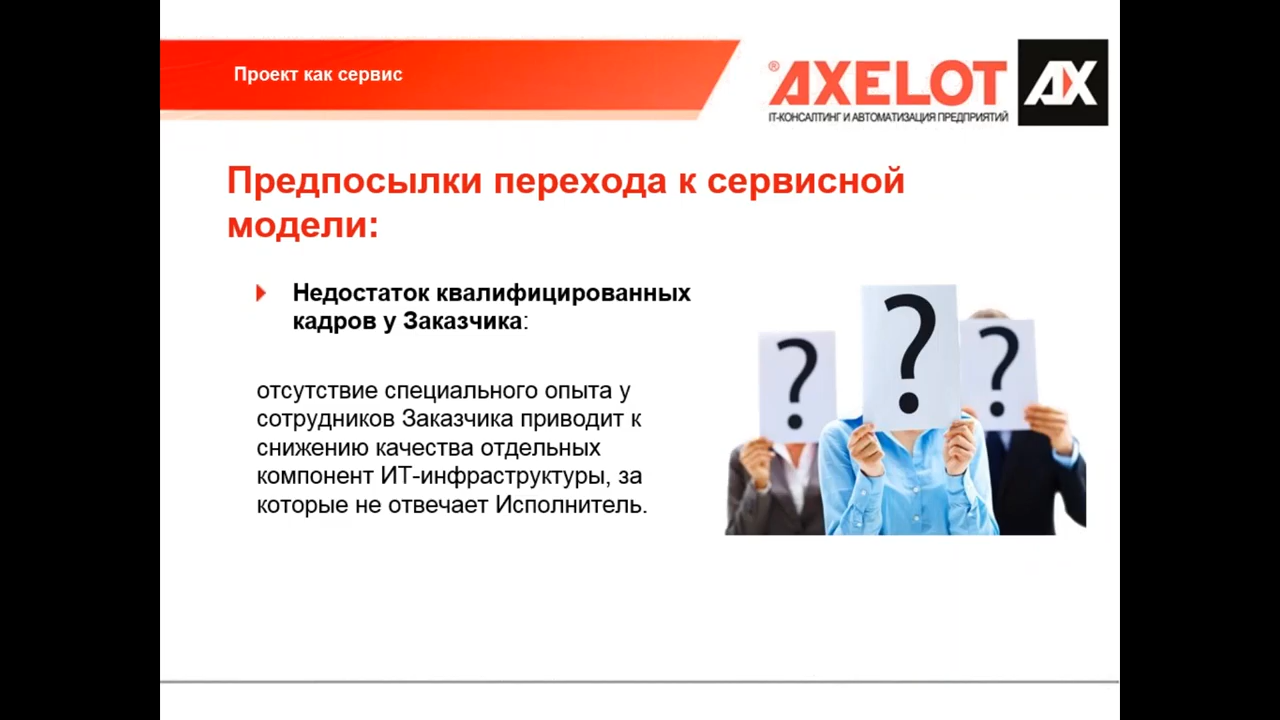 Проект как сервис
® AXELOT AX
IT-КОНСАЛТИНГ И АВТОМАТИЗАЦИЯ ПРЕДПРИЯТИЙ
Предпосылки перехода к сервисной
модели:
Недостаток квалифицированных
кадров у Заказчика:
отсутствие специального опыта у
сотрудников Заказчика приводит к
снижению качества отдельных
компонент ИТ-инфраструктуры, за
которые не отвечает Исполнитель.
? ? ?